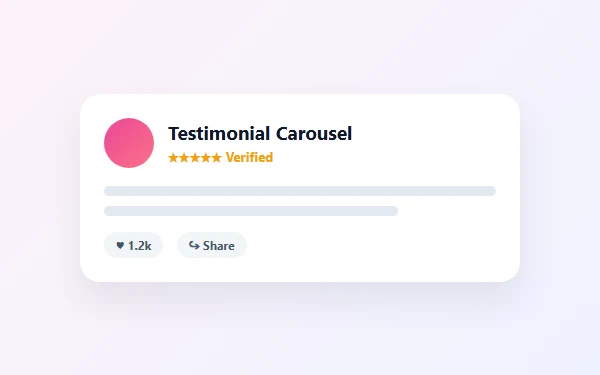 Testimonial Carousel
★★★★★ Verified
♥ 1.2k
↪ Share